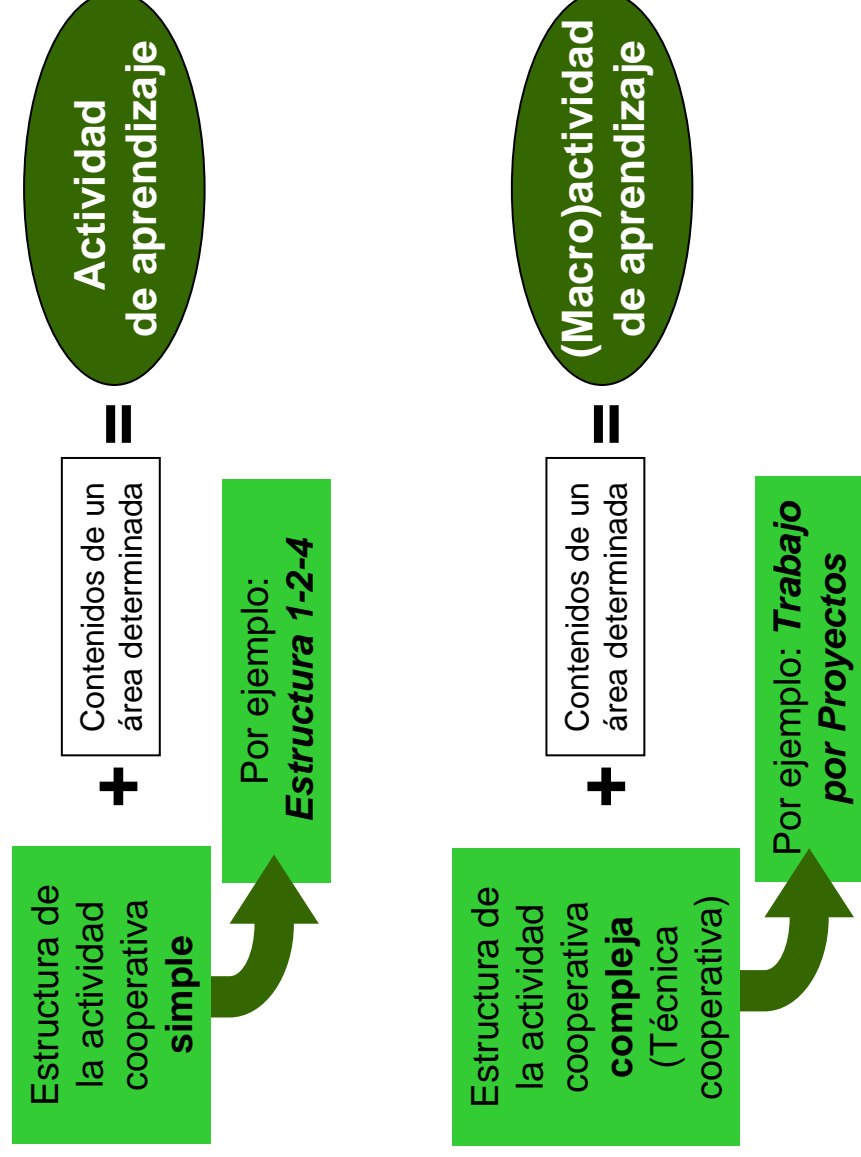 Estructura de
la actividad
cooperativa
simple
+
Contenidos de un
área determinada
=
Actividad
de aprendizaje
Por ejemplo:
Estructura 1-2-4
Estructura de
la actividad
cooperativa
compleja
(Técnica
cooperativa)
+
Contenidos de un
área determinada
=
(Macro)actividad
de aprendizaje
Por ejemplo: Trabajo
por Proyectos